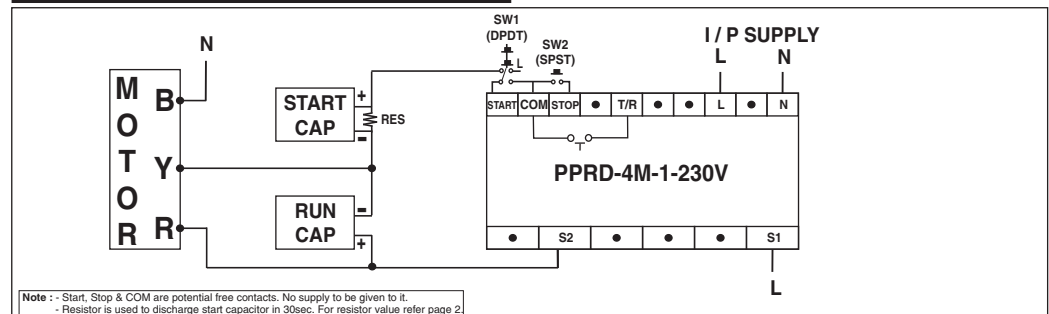 SW1
(DPDT)
SW2
(SPST)
I / P SUPPLY
L N
N
L
MOTOR
B
Y
R
START
CAP
+
-
RES
RUN
CAP
-
+
START COM STOP • T/R • • L • N
PPRD-4M-1-230V
• S2 • • • S1
L
Note : - Start, Stop & COM are potential free contacts. No supply to be given to it.
- Resistor is used to discharge start capacitor in 30sec. For resistor value refer page 2.